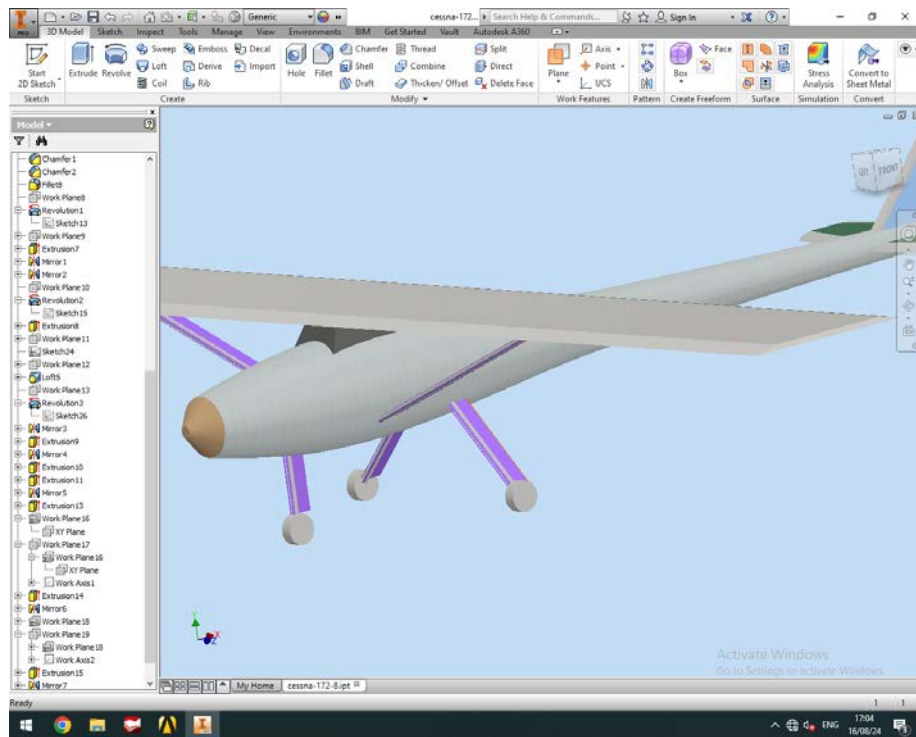 PRO
Generic
cessna-172...
Search Help & Commands...
Sign In
3D Model Sketch Inspect Tools Manage View Environments BIM Get Started Vault Autodesk A360
Start
2D Sketch
Extrude Revolve
Sweep Emboss Decal
Loft Derive Import
Coil Rib
Hole Fillet
Chamfer Thread Split
Shell Combine Direct
Draft Thicken/ Offset Delete Face
Plane
Axis
Point
UCS
Box
Face
Stress
Analysis
Convert to
Sheet Metal
Sketch Create Modify Work Features Pattern Create Freeform Surface Simulation Convert
Model
Chamfer1
Chamfer2
Fillet8
Work Plane8
Revolution1
Sketch13
Work Plane9
Extrusion7
Mirror1
Mirror2
Work Plane10
Revolution2
Sketch15
Extrusion8
Work Plane11
Sketch24
Work Plane12
Loft5
Work Plane13
Revolution3
Sketch26
Mirror3
Extrusion9
Mirror4
Extrusion10
Extrusion11
Mirror5
Extrusion13
Work Plane16
XY Plane
Work Plane17
Work Plane16
XY Plane
Work Axis1
Extrusion14
Mirror6
Work Plane18
Work Plane19
Work Plane18
Work Axis2
Extrusion15
Mirror7
FRONT
Y
X
Z
Activate Windows
Go to Settings to activate Windows.
My Home cessna-172-8.ipt
Ready
1 1
ENG
17:04
16/08/24